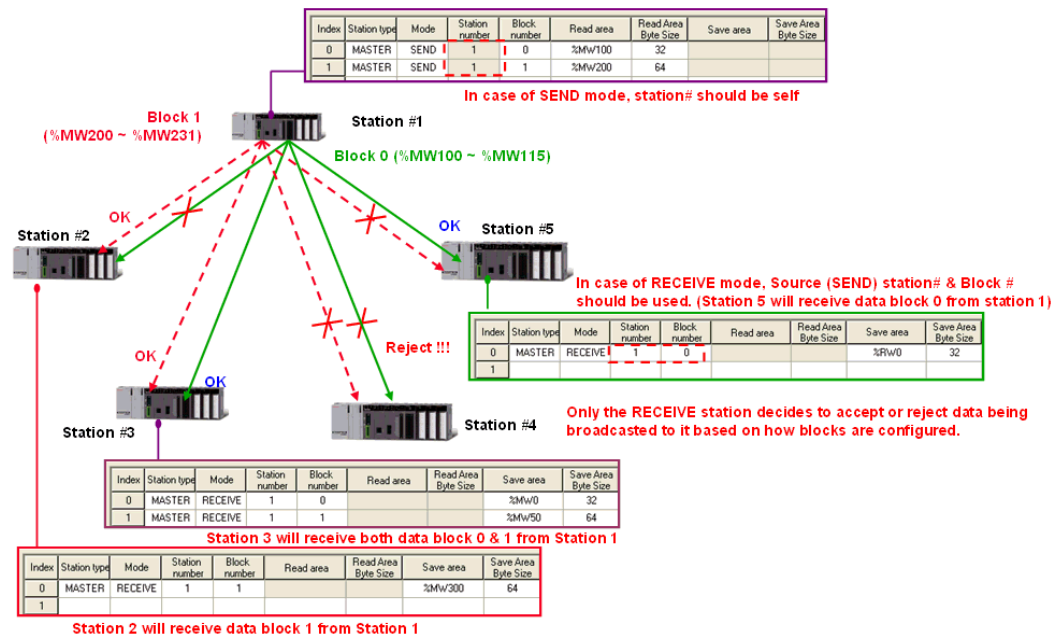 Index Station type Mode Station number Block number Read area Read Area Byte Size Save area Save Area Byte Size
0 MASTER SEND 1 0 %MW100 32
1 MASTER SEND 1 1 %MW200 64
In case of SEND mode, station# should be self
Block 1
(%MW200 ~ %MW231)
Station #1
Block 0 (%MW100 ~ %MW115)
OK
Station #2
OK
Station #5
In case of RECEIVE mode, Source (SEND) station# & Block #
should be used. (Station 5 will receive data block 0 from station 1)
Index Station type Mode Station number Block number Read area Read Area Byte Size Save area Save Area Byte Size
0 MASTER RECEIVE 1 0 %RW0 32
1
Reject !!!
OK
OK
Station #3
Station #4
Only the RECEIVE station decides to accept or reject data being
broadcasted to it based on how blocks are configured.
Index Station type Mode Station number Block number Read area Read Area Byte Size Save area Save Area Byte Size
0 MASTER RECEIVE 1 0 %MW0 32
1 MASTER RECEIVE 1 1 %MW50 64
Station 3 will receive both data block 0 & 1 from Station 1
Index Station type Mode Station number Block number Read area Read Area Byte Size Save area Save Area Byte Size
0 MASTER RECEIVE 1 1 %MW300 64
1
Station 2 will receive data block 1 from Station 1